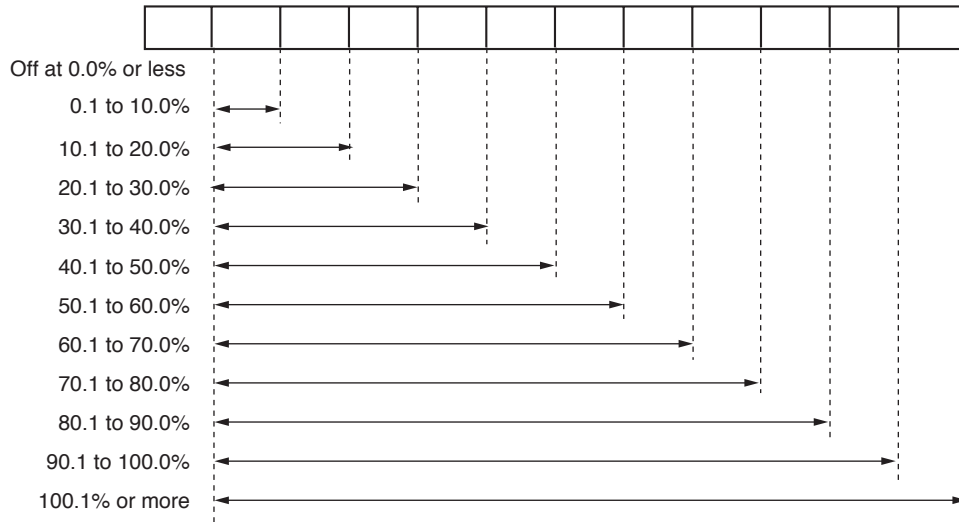 Off at 0.0% or less
0.1 to 10.0%
10.1 to 20.0%
20.1 to 30.0%
30.1 to 40.0%
40.1 to 50.0%
50.1 to 60.0%
60.1 to 70.0%
70.1 to 80.0%
80.1 to 90.0%
90.1 to 100.0%
100.1% or more